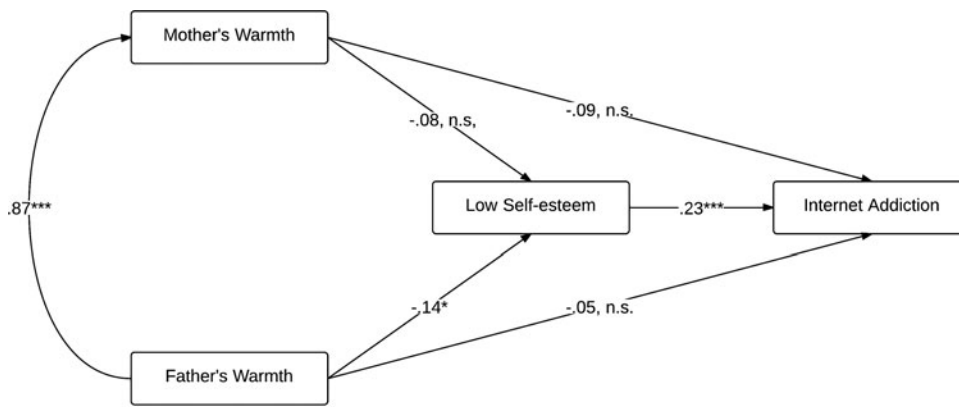 Mother's Warmth
-.09, n.s.
-.08, n.s,
.87***
Low Self-esteem
.23***
Internet Addiction
-.14*
-.05, n.s.
Father's Warmth